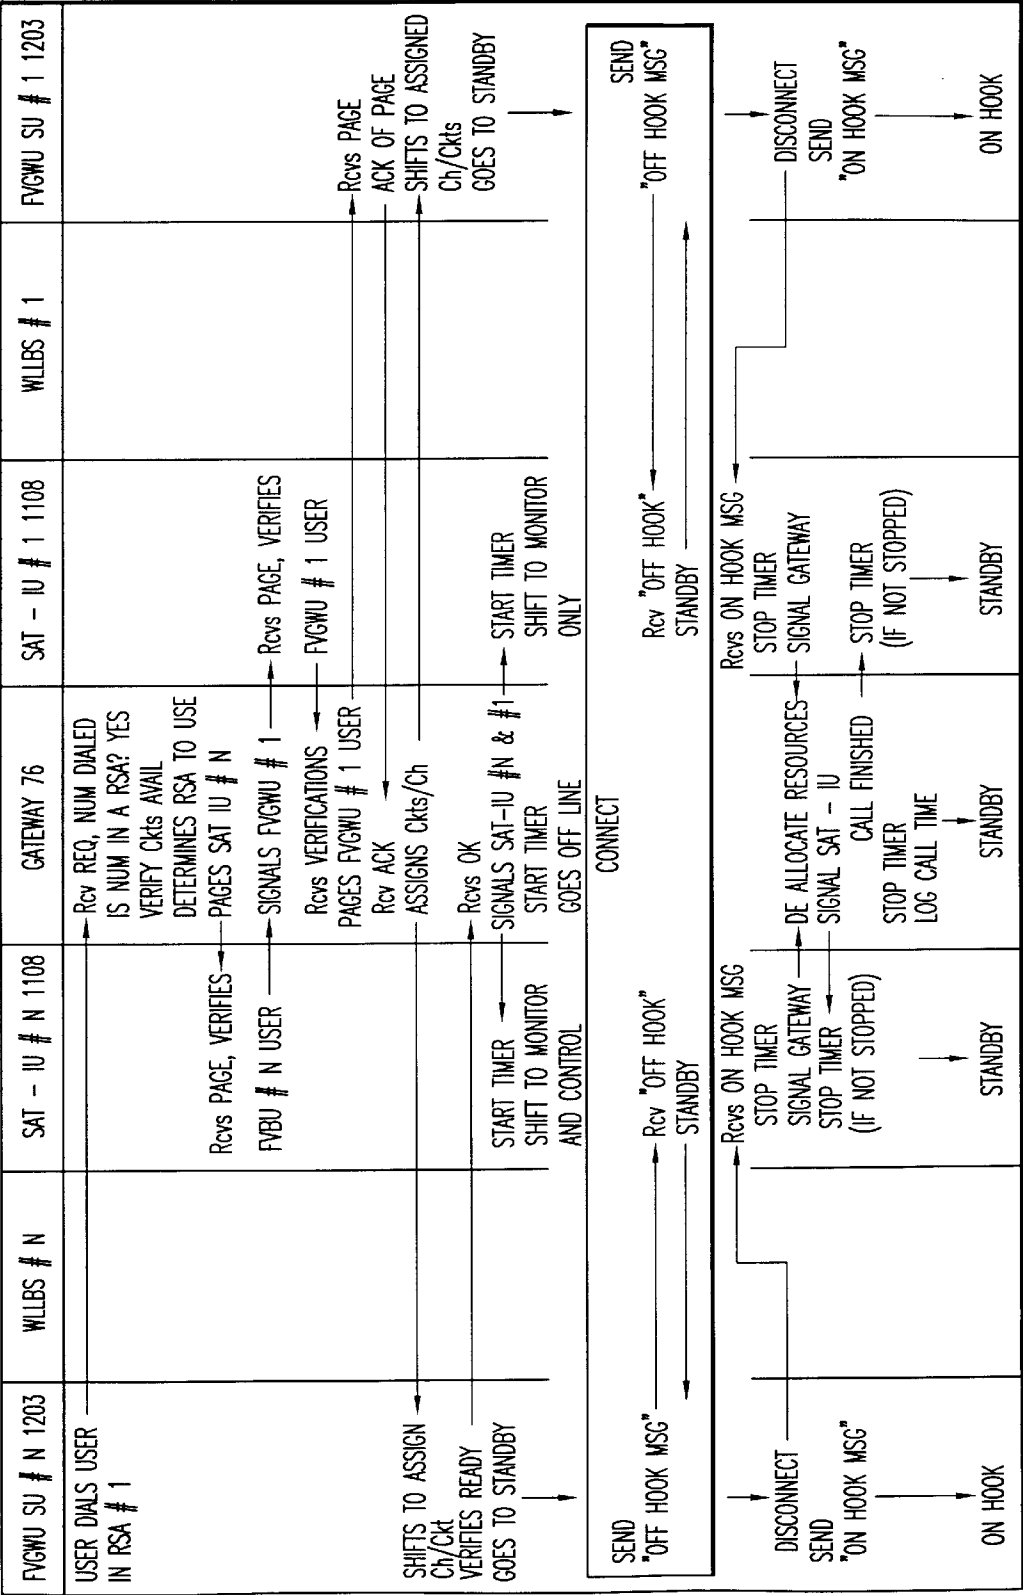 FVGWU SU # N 1203
WLLBS # N
SAT - IU # N 1108
GATEWAY 76
SAT - IU # 1 1108
WLLBS # 1
FVGWU SU # 1 1203
USER DIALS USER
IN RSA # 1
Rcv REQ, NUM DIALED
IS NUM IN A RSA? YES
VERIFY Ckts AVAIL
DETERMINES RSA TO USE
PAGES SAT IU # N
Rcvs PAGE, VERIFIES
FVBU # N USER
SIGNALS FVGWU # 1
Rcvs PAGE, VERIFIES
FVGWU # 1 USER
Rcvs VERIFICATIONS
PAGES FVGWU # 1 USER
Rcvs PAGE
ACK OF PAGE
Rcv ACK
ASSIGNS Ckts/Ch
SHIFTS TO ASSIGNED
Ch/Ckts
GOES TO STANDBY
SHIFTS TO ASSIGN
Ch/Ckt
VERIFIES READY
GOES TO STANDBY
Rcvs OK
SIGNALS SAT-IU #N & #1
START TIMER
GOES OFF LINE
START TIMER
SHIFT TO MONITOR
AND CONTROL
START TIMER
SHIFT TO MONITOR
ONLY
CONNECT
SEND
"OFF HOOK MSG"
Rcv "OFF HOOK"
STANDBY
Rcv "OFF HOOK"
STANDBY
SEND
"OFF HOOK MSG"
DISCONNECT
SEND
"ON HOOK MSG"
ON HOOK
Rcvs ON HOOK MSG
STOP TIMER
SIGNAL GATEWAY
STOP TIMER
(IF NOT STOPPED)
STANDBY
DE ALLOCATE RESOURCES
SIGNAL SAT - IU
CALL FINISHED
STOP TIMER
LOG CALL TIME
STANDBY
Rcvs ON HOOK MSG
STOP TIMER
SIGNAL GATEWAY
STOP TIMER
(IF NOT STOPPED)
STANDBY
DISCONNECT
SEND
"ON HOOK MSG"
ON HOOK